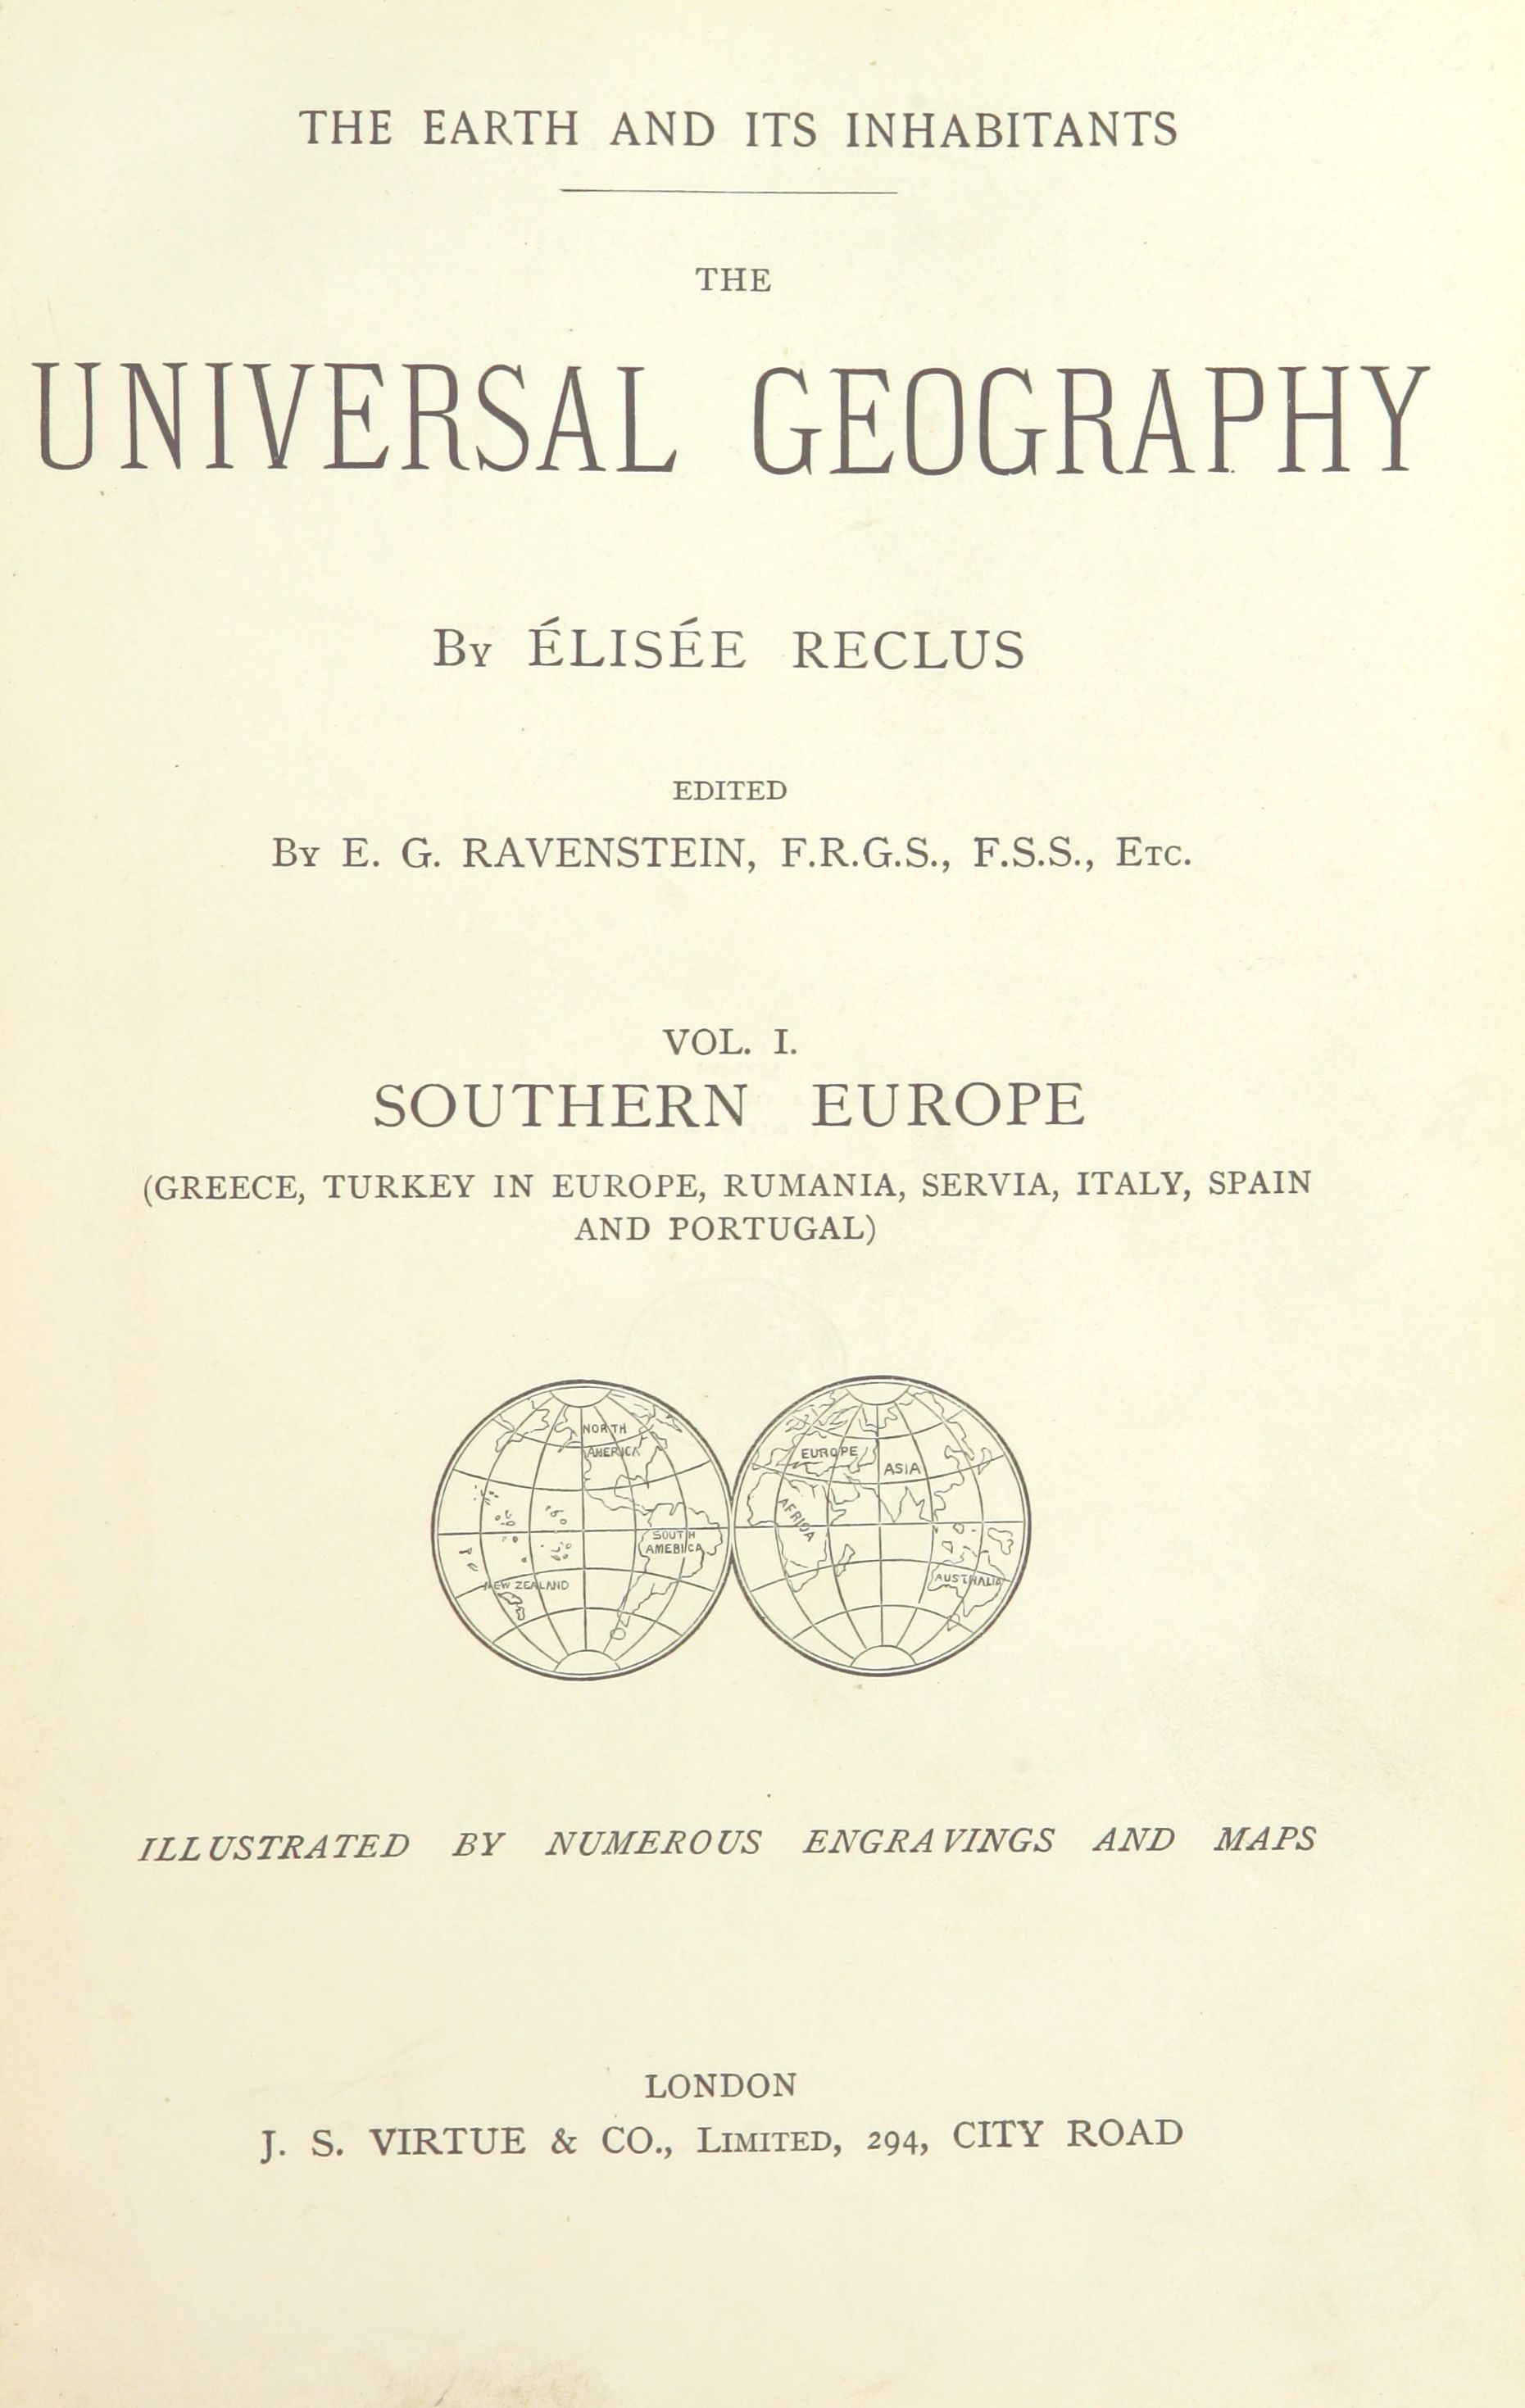 THE EARTH AND ITS INHABITANTS
THE
UNIVERSAL GEOGRAPHY
By ÉLISÉE RECLUS
EDITED
By E. G. RAVENSTEIN, F.R.G.S., F.S.S., Etc.
VOL. I.
SOUTHERN EUROPE
(GREECE, TURKEY IN EUROPE, RUMANIA, SERVIA, ITALY, SPAIN
AND PORTUGAL)
NORTH
AMERICA
SOUTH
AMERICA
NEW ZEALAND
EUROPE
ASIA
AFRICA
AUSTRALIA
ILLUSTRATED BY NUMEROUS ENGRAVINGS AND MAPS
LONDON
J. S. VIRTUE & CO., Limited, 294, CITY ROAD